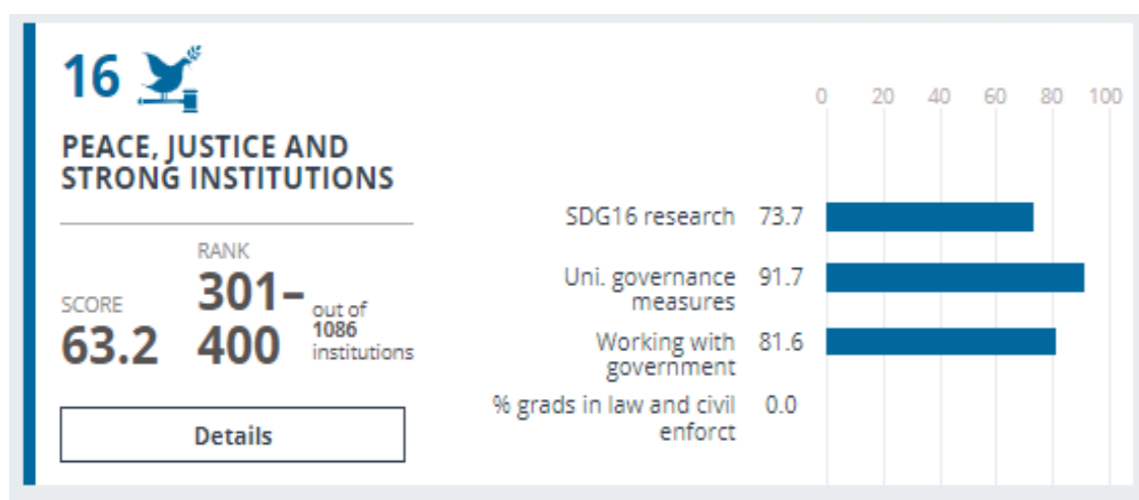 16
PEACE, JUSTICE AND
STRONG INSTITUTIONS
SCORE
63.2
RANK
301–
400
out of
1086
institutions
Details
0 20 40 60 80 100
SDG16 research 73.7
Uni. governance 91.7
measures
Working with 81.6
government
% grads in law and civil 0.0
enforct